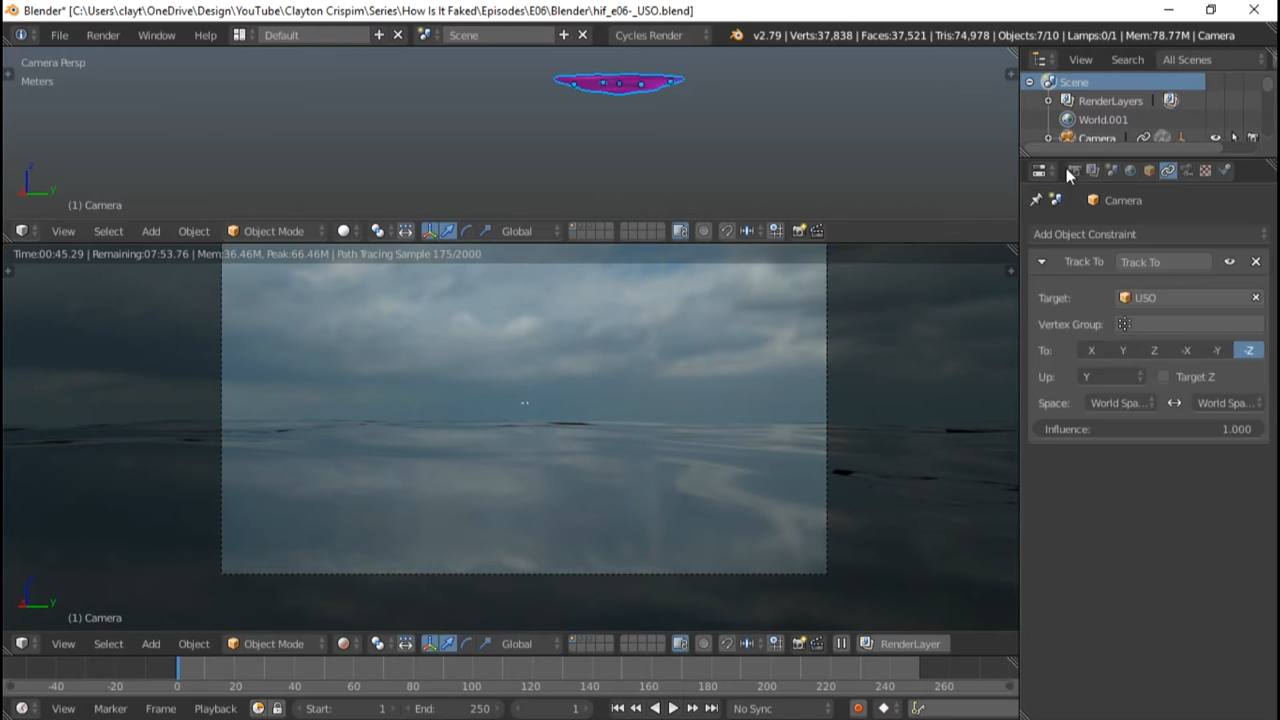 Blender* [C:\Users\clayt\OneDrive\Design\YouTube\Clayton Crispim\Series\How Is It Faked\Episodes\E06\Blender\hif_e06-_USO.blend]
File Render Window Help Default Scene Cycles Render v2.79 | Verts:37,838 | Faces:37,521 | Tris:74,978 | Objects:7/10 | Lamps:0/1 | Mem:78.77M | Camera
Camera Persp
Meters
View Search All Scenes
Scene
RenderLayers
World.001
Camera
z
y
(1) Camera
Camera
View Select Add Object Object Mode Global
Add Object Constraint
Time:00:45.29 | Remaining:07:53.76 | Mem:36.46M, Peak:66.46M | Path Tracing Sample 175/2000
Track To Track To
Target: USO
Vertex Group:
To: X Y Z -X -Y -Z
Up: Y Target Z
Space: World Spa... World Spa...
Influence: 1.000
y
(1) Camera
View Select Add Object Object Mode Global RenderLayer
-40 -20 0 20 40 60 80 100 120 140 160 180 200 220 240 260
View Marker Frame Playback Start: 1 End: 250 1 No Sync